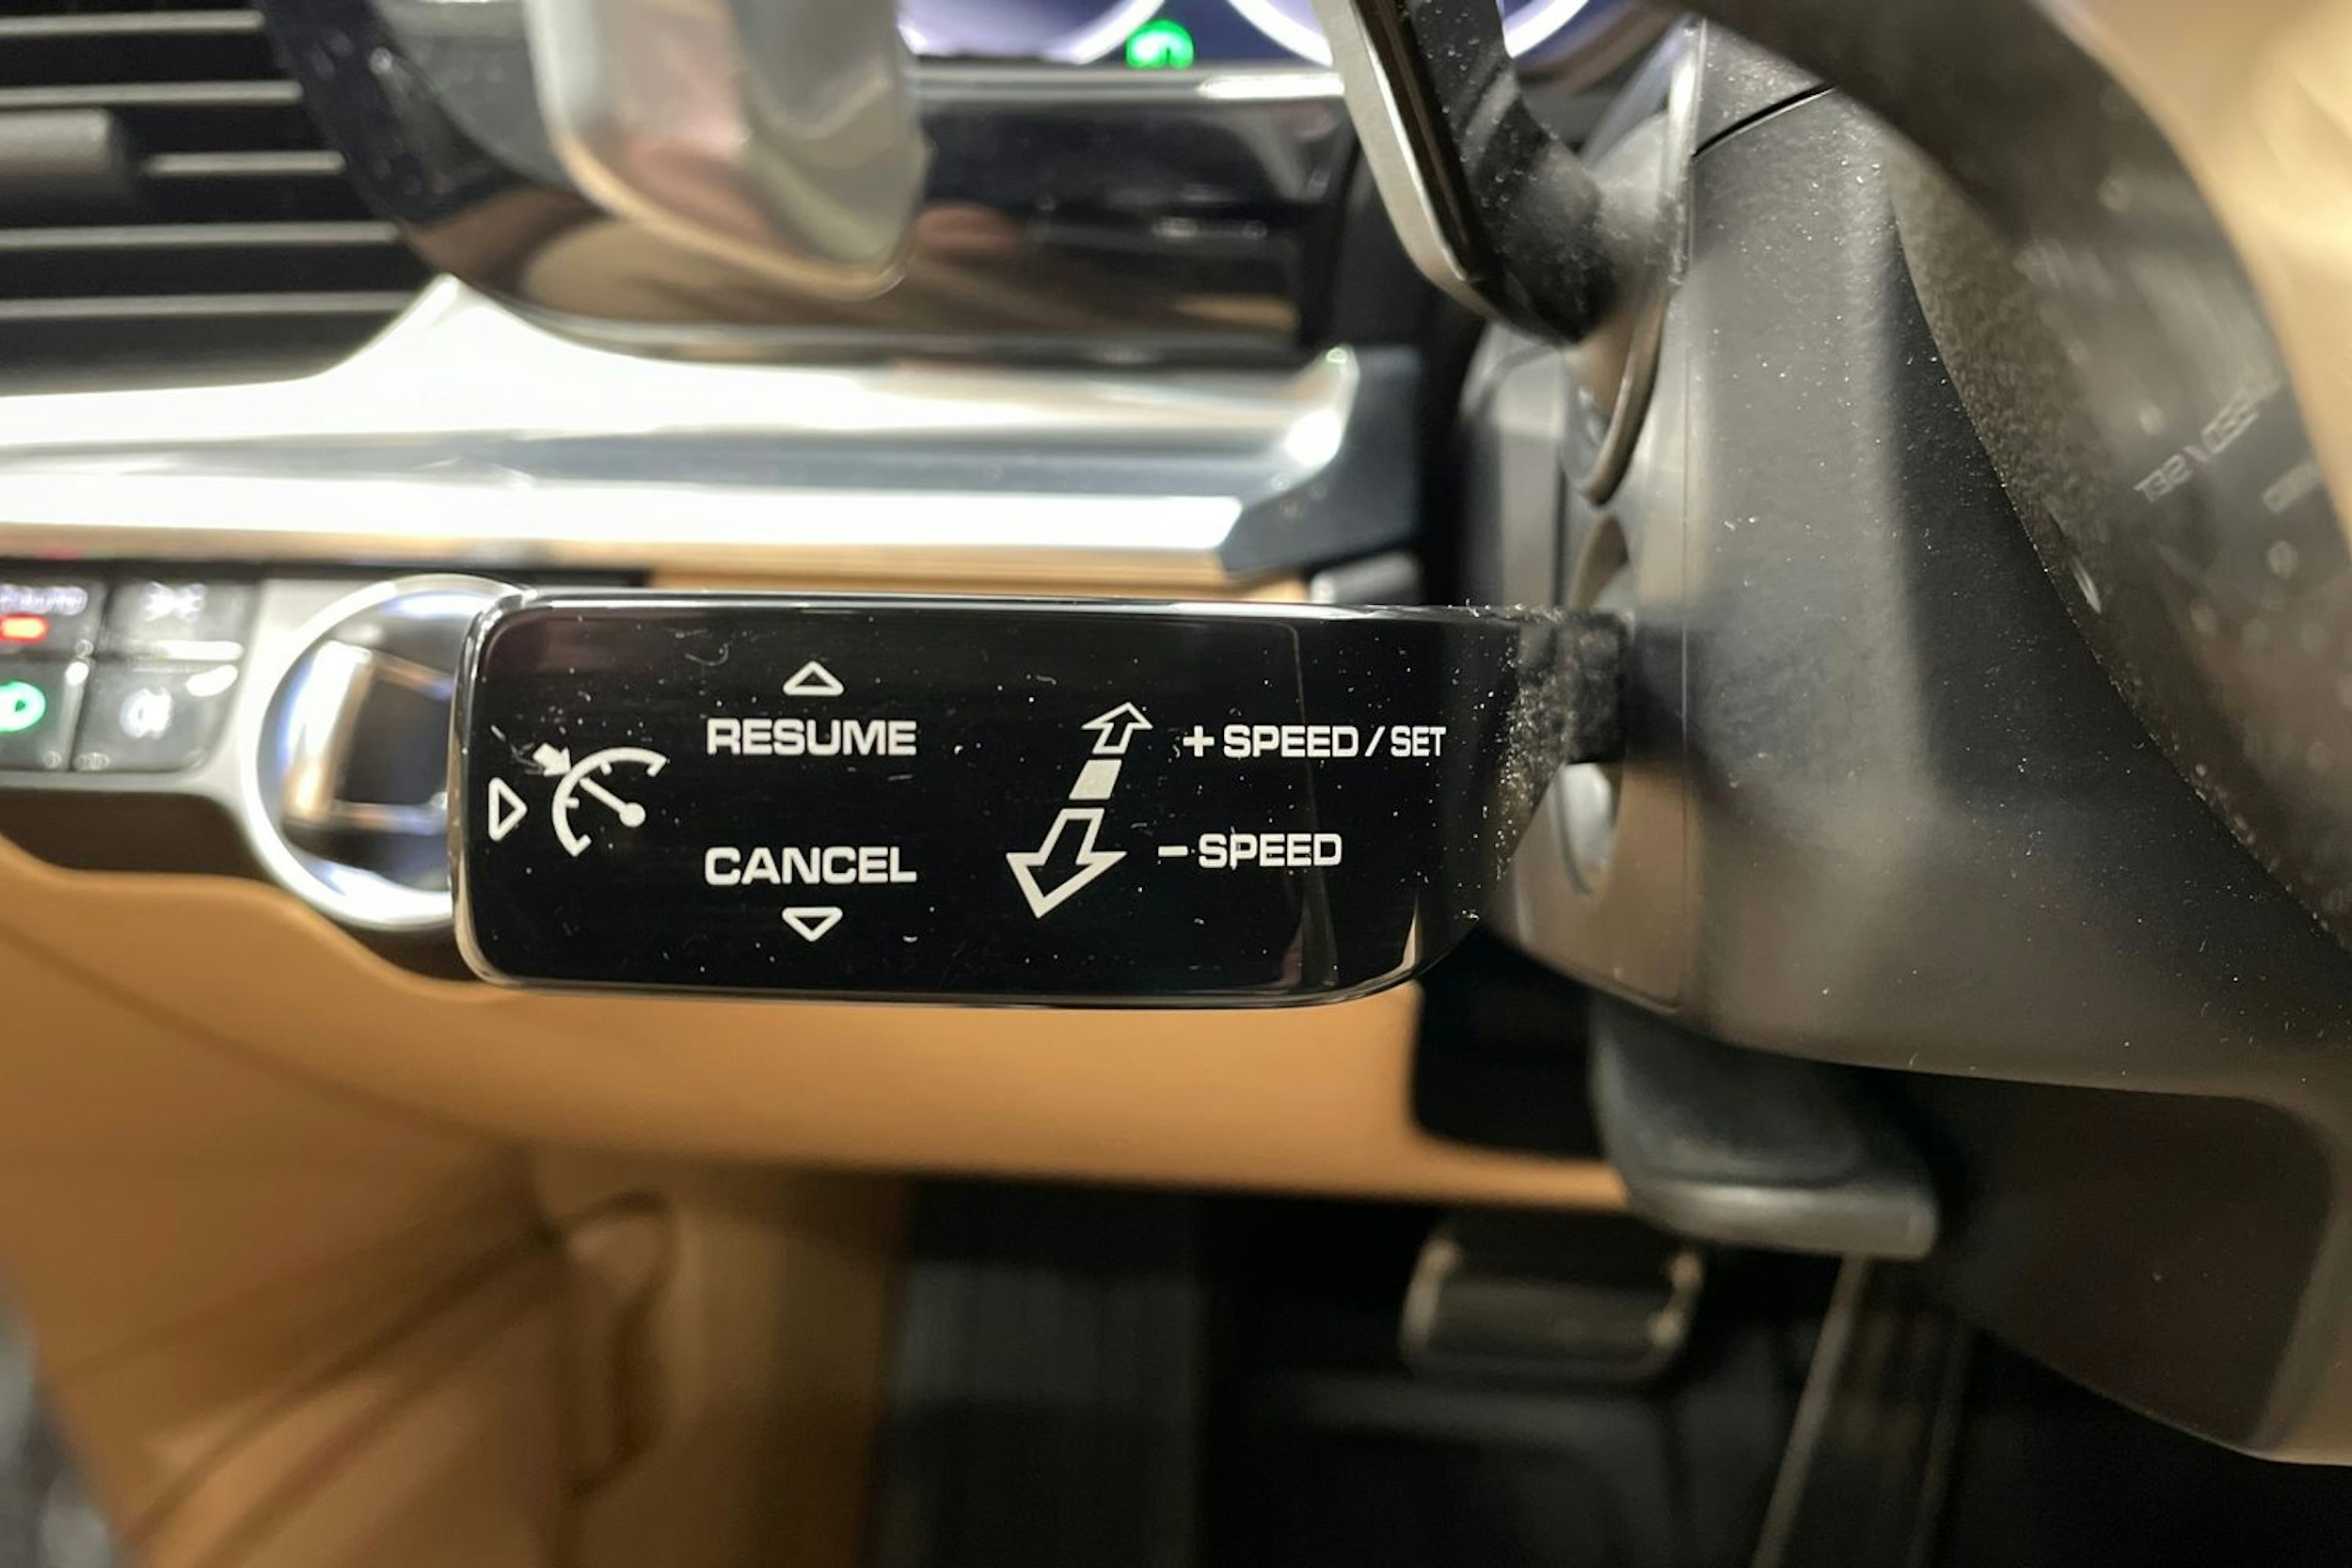 RESUME
+ SPEED / SET
CANCEL
- SPEED